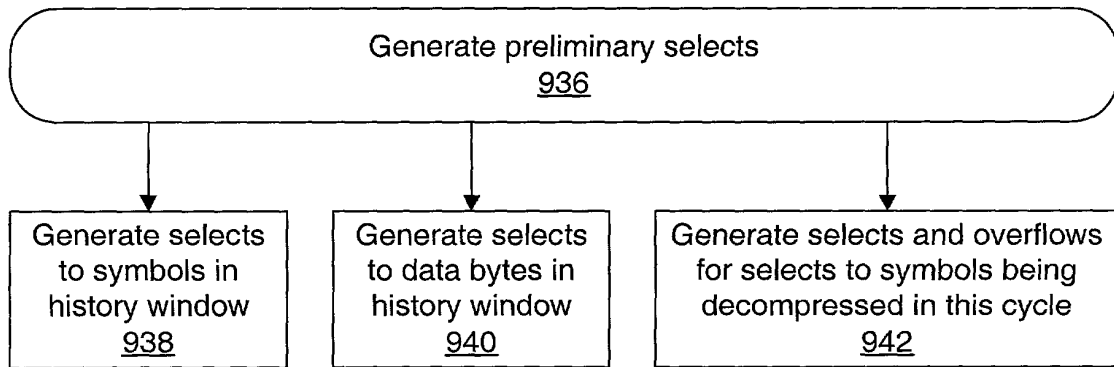 Generate preliminary selects
936
Generate selects
to symbols in
history window
938
Generate selects
to data bytes in
history window
940
Generate selects and overflows
for selects to symbols being
decompressed in this cycle
942